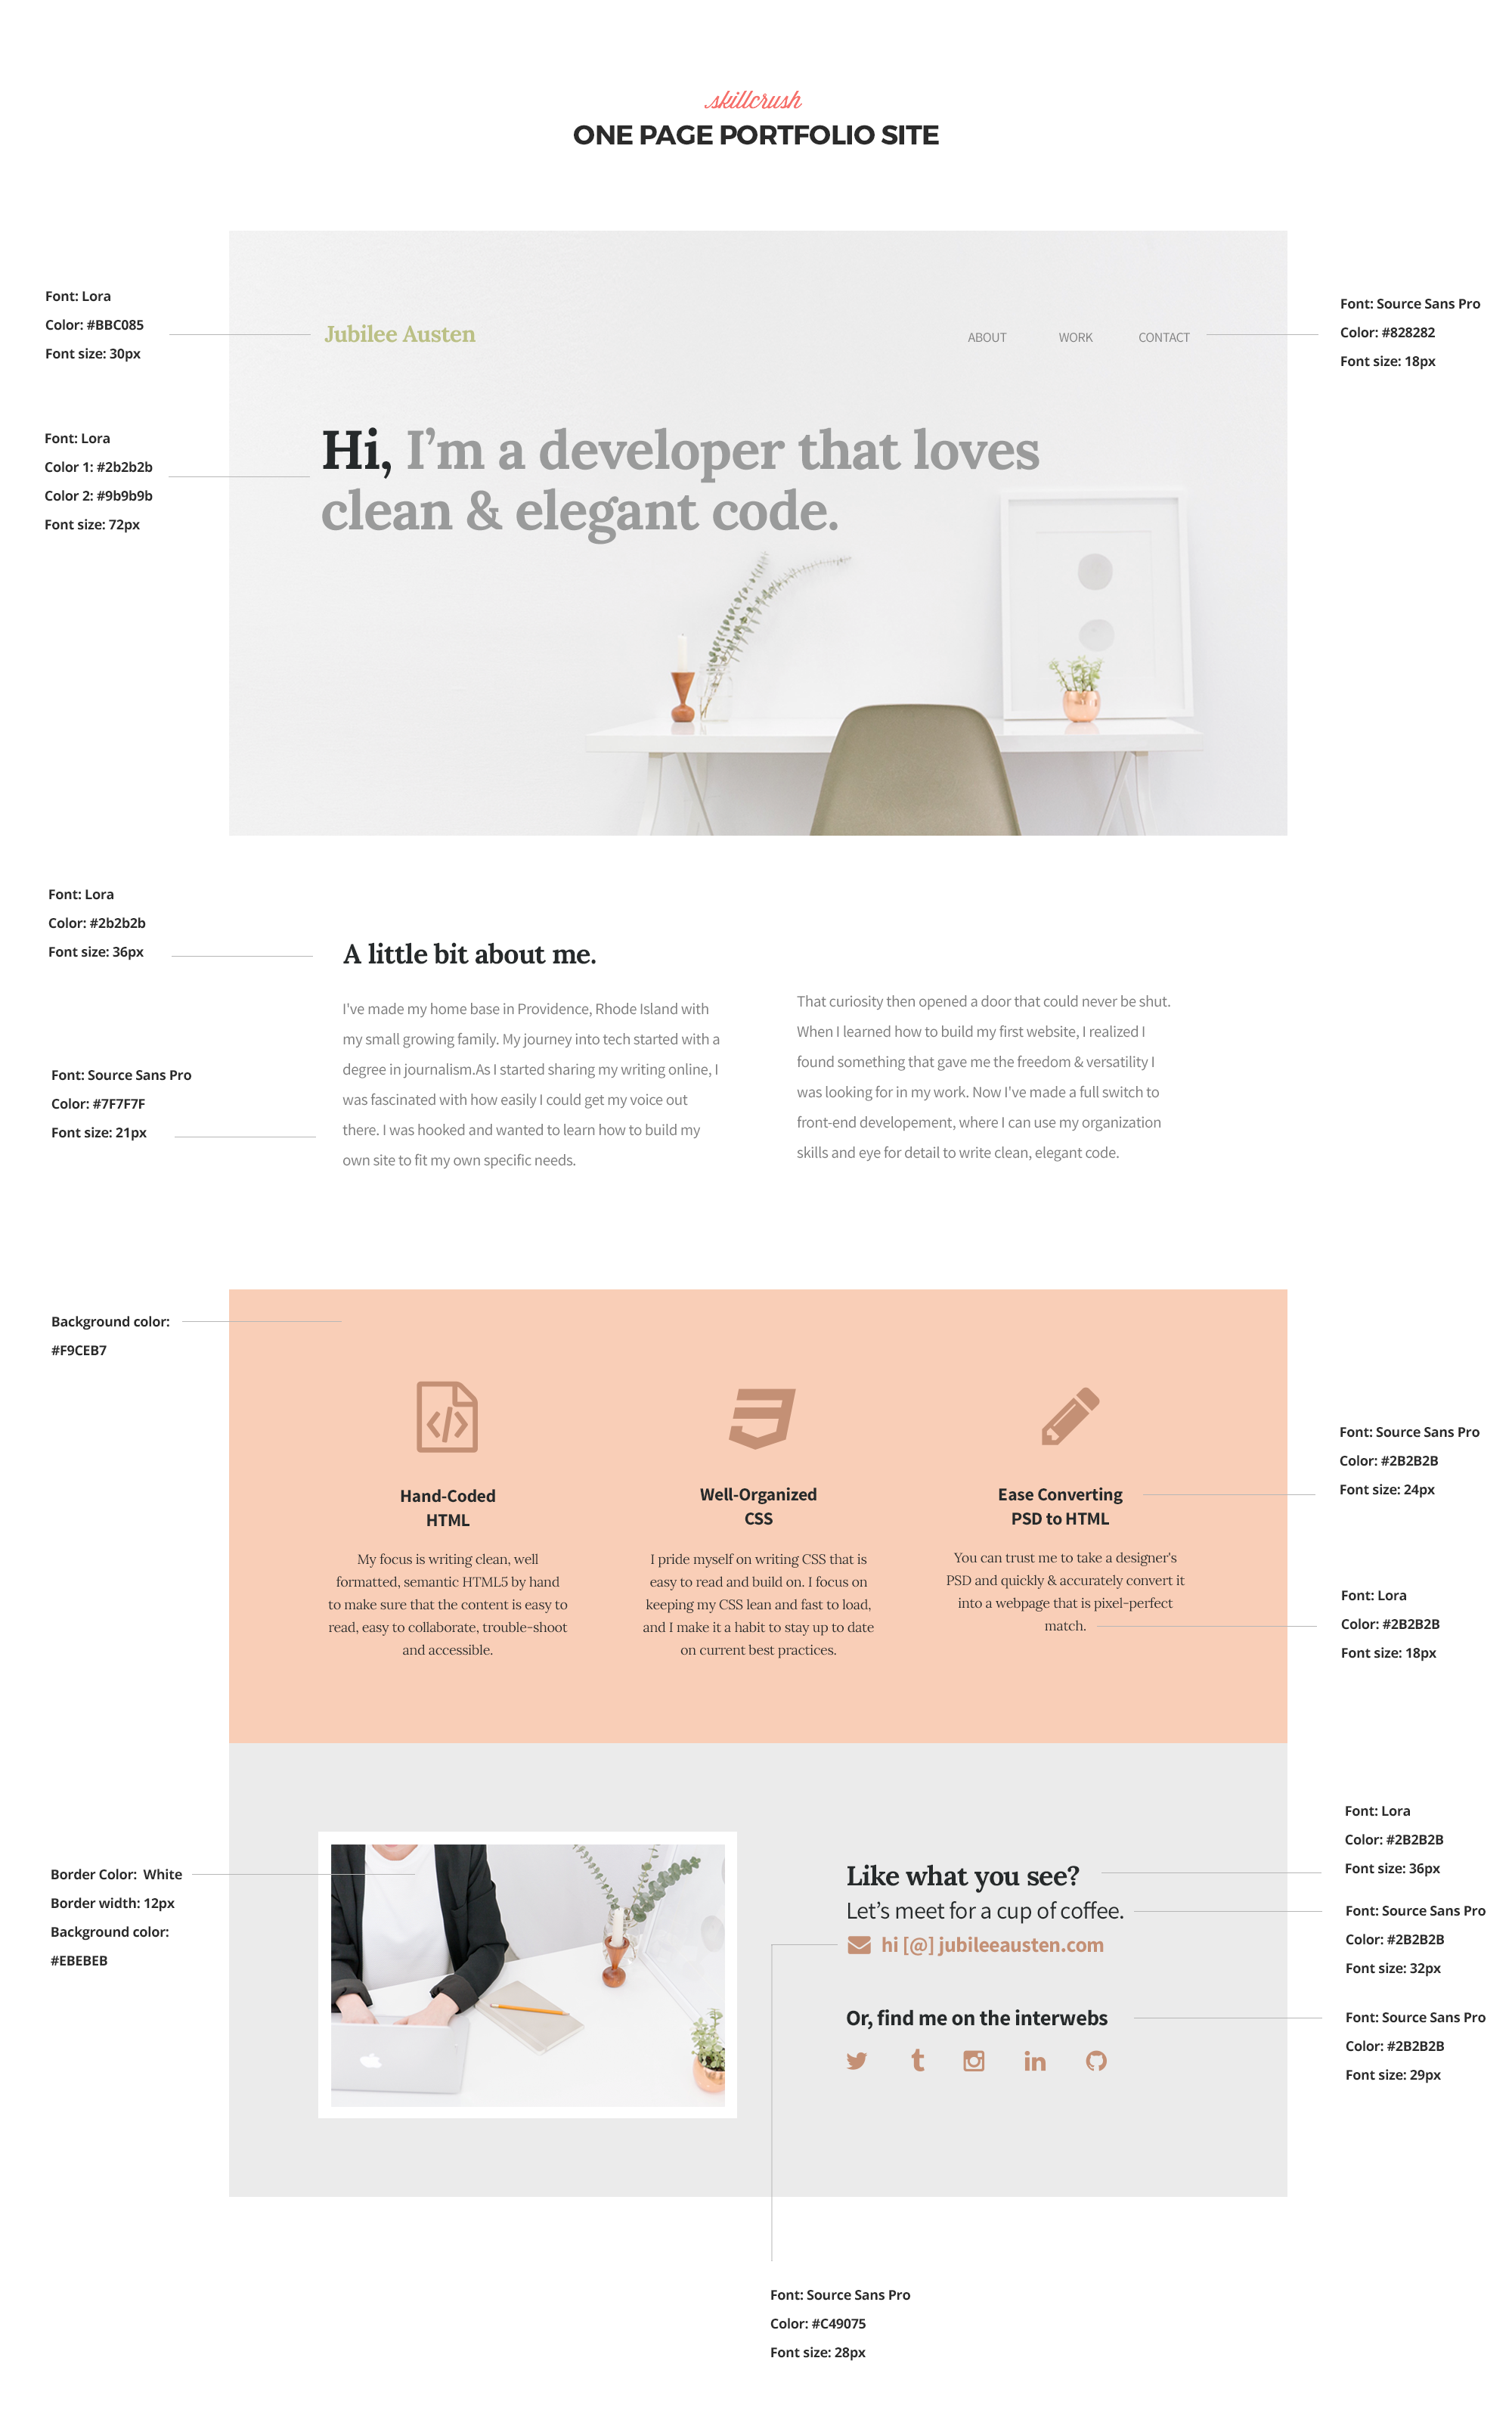 skillcrush
ONE PAGE PORTFOLIO SITE
Font: Lora
Color: #BBC085
Font size: 30px
Jubilee Austen
ABOUT WORK CONTACT
Font: Source Sans Pro
Color: #828282
Font size: 18px
Font: Lora
Color 1: #2b2b2b
Color 2: #9b9b9b
Font size: 72px
Hi, I’m a developer that loves
clean & elegant code.
Font: Lora
Color: #2b2b2b
Font size: 36px
A little bit about me.
Font: Source Sans Pro
Color: #7F7F7F
Font size: 21px
I've made my home base in Providence, Rhode Island with
my small growing family. My journey into tech started with a
degree in journalism.As I started sharing my writing online, I
was fascinated with how easily I could get my voice out
there. I was hooked and wanted to learn how to build my
own site to fit my own specific needs.
That curiosity then opened a door that could never be shut.
When I learned how to build my first website, I realized I
found something that gave me the freedom & versatility I
was looking for in my work. Now I've made a full switch to
front-end developement, where I can use my organization
skills and eye for detail to write clean, elegant code.
Background color:
#F9CEB7
Hand-Coded
HTML
My focus is writing clean, well
formatted, semantic HTML5 by hand
to make sure that the content is easy to
read, easy to collaborate, trouble-shoot
and accessible.
Well-Organized
CSS
I pride myself on writing CSS that is
easy to read and build on. I focus on
keeping my CSS lean and fast to load,
and I make it a habit to stay up to date
on current best practices.
Ease Converting
PSD to HTML
You can trust me to take a designer's
PSD and quickly & accurately convert it
into a webpage that is pixel-perfect
match.
Font: Source Sans Pro
Color: #2B2B2B
Font size: 24px
Font: Lora
Color: #2B2B2B
Font size: 18px
Border Color:  White
Border width: 12px
Background color:
#EBEBEB
Like what you see?
Let’s meet for a cup of coffee.
hi [@] jubileeausten.com
Or, find me on the interwebs
Font: Lora
Color: #2B2B2B
Font size: 36px
Font: Source Sans Pro
Color: #2B2B2B
Font size: 32px
Font: Source Sans Pro
Color: #2B2B2B
Font size: 29px
Font: Source Sans Pro
Color: #C49075
Font size: 28px